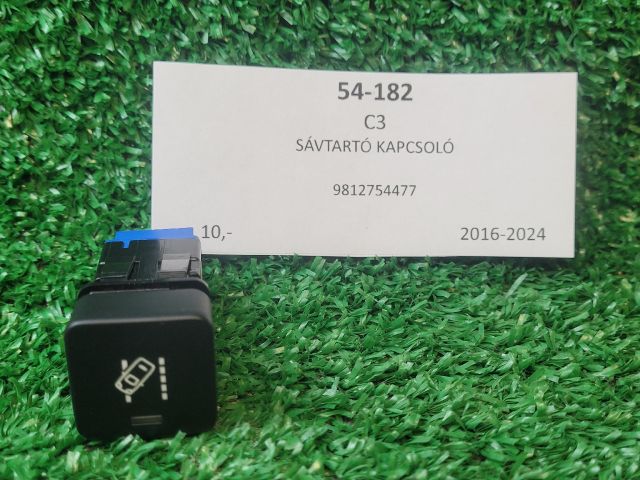 54-182
C3
SÁVTARTÓ KAPCSOLÓ
9812754477
10,- 2016-2024